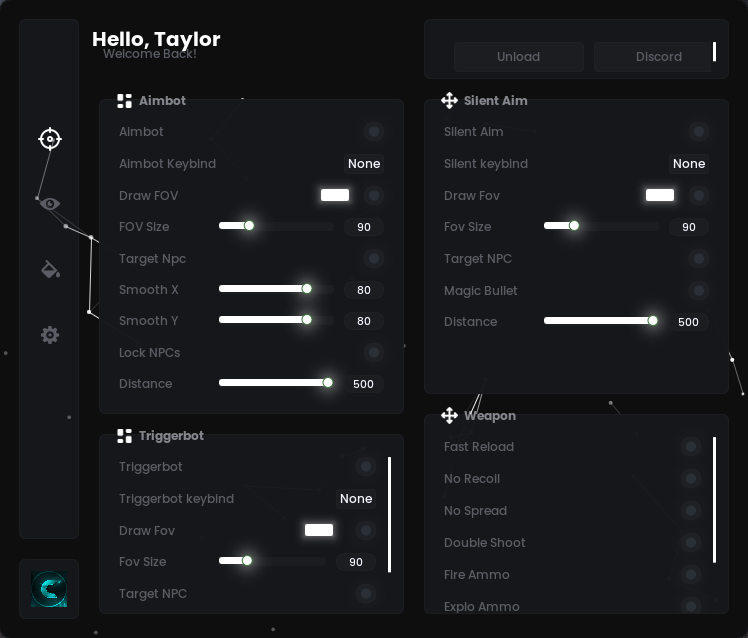 Hello, Taylor
Welcome Back!
Unload
Discord
Aimbot
Aimbot
Aimbot Keybind
None
Draw FOV
FOV Size
90
Target Npc
Smooth X
80
Smooth Y
80
Lock NPCs
Distance
500
Triggerbot
Triggerbot
Triggerbot keybind
None
Draw Fov
Fov Size
90
Target NPC
Silent Aim
Silent Aim
Silent keybind
None
Draw Fov
Fov Size
90
Target NPC
Magic Bullet
Distance
500
Weapon
Fast Reload
No Recoil
No Spread
Double Shoot
Fire Ammo
Explo Ammo